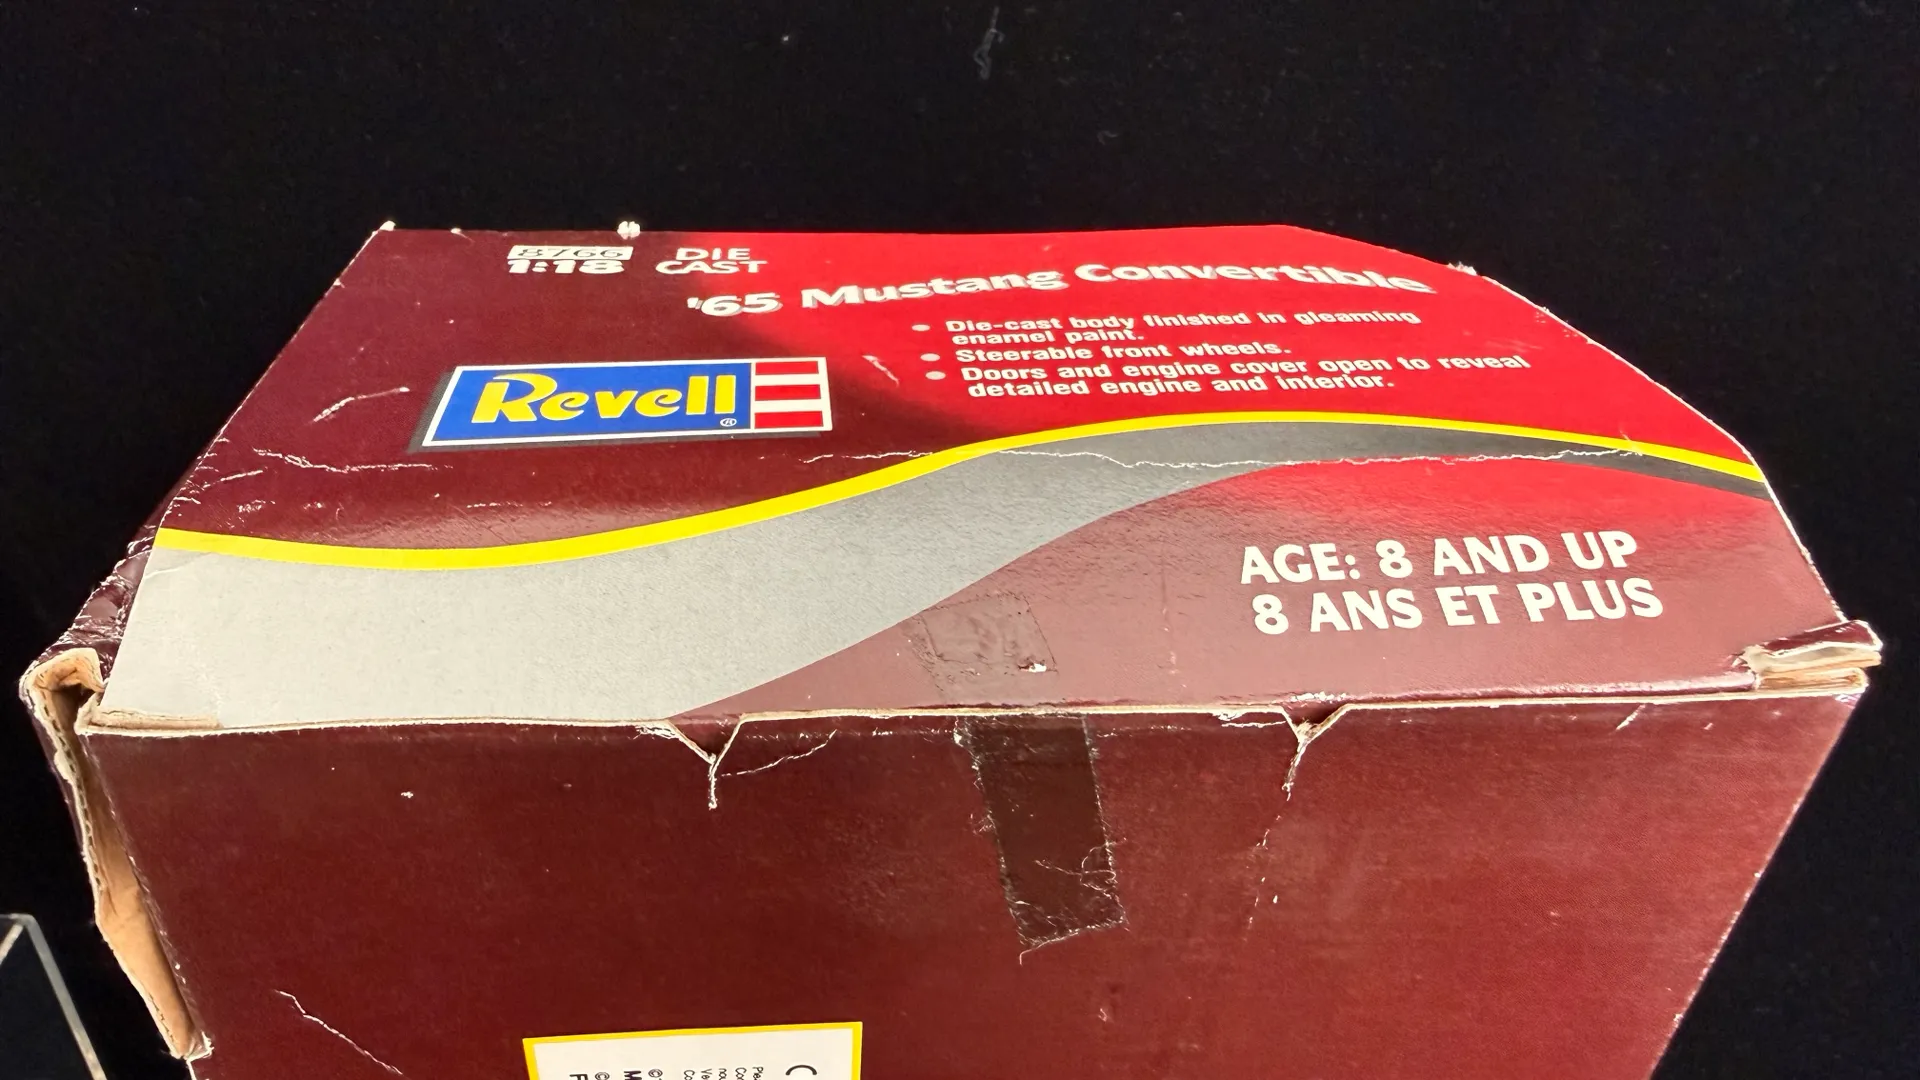 8766
1:18
DIE
CAST
'65 Mustang Convertible
• Die-cast body finished in gleaming
enamel paint.
• Steerable front wheels.
• Doors and engine cover open to reveal
detailed engine and interior.
Revell®
AGE: 8 AND UP
8 ANS ET PLUS